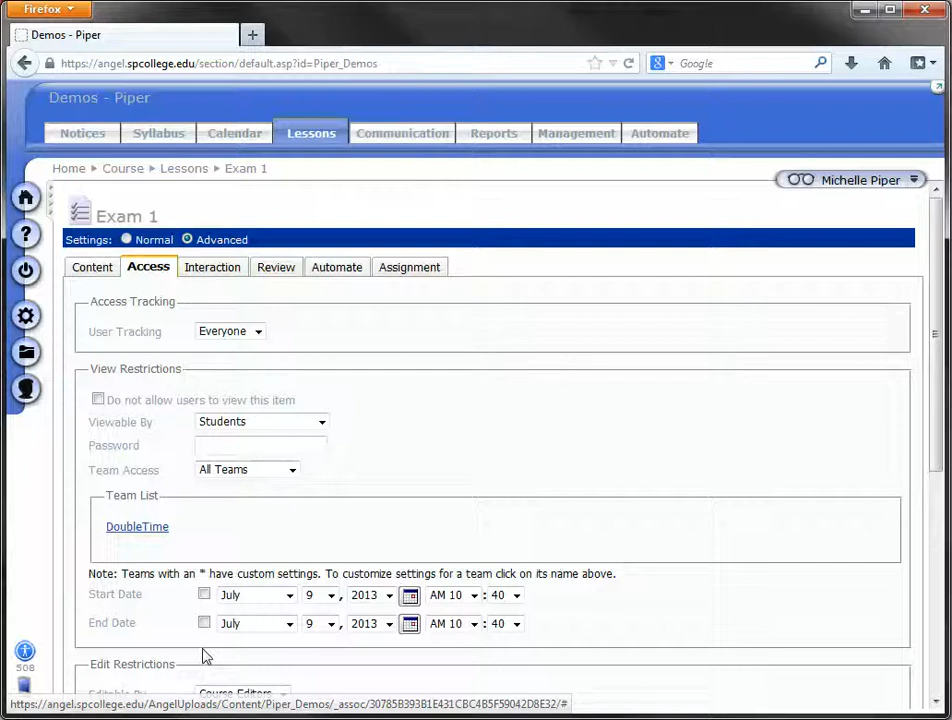 Firefox
Demos - Piper
https://angel.spcollege.edu/section/default.asp?id=Piper_Demos
Google
Demos - Piper
Notices Syllabus Calendar Lessons Communication Reports Management Automate
Home Course Lessons Exam 1
Michelle Piper
Exam 1
Settings: Normal Advanced
Content Access Interaction Review Automate Assignment
Access Tracking
User Tracking Everyone
View Restrictions
Do not allow users to view this item
Viewable By Students
Password
Team Access All Teams
Team List
DoubleTime
Note: Teams with an * have custom settings. To customize settings for a team click on its name above.
Start Date July 9 , 2013 AM 10 : 40
End Date July 9 , 2013 AM 10 : 40
Edit Restrictions
508
Editable By Course Editors
https://angel.spcollege.edu/AngelUploads/Content/Piper_Demos/_assoc/30785B393B1E431CBC4B5F59042D8E32/#